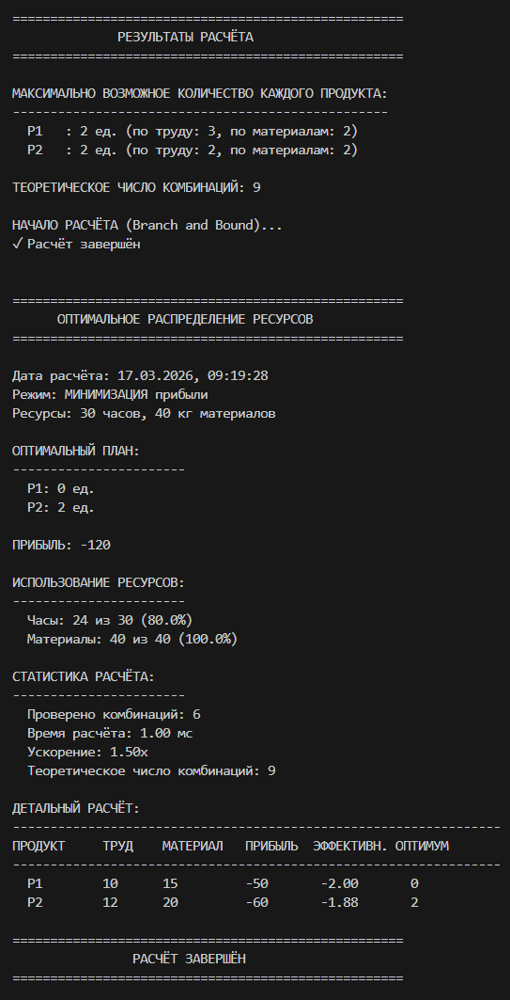 ====================================================
РЕЗУЛЬТАТЫ РАСЧЁТА
====================================================
МАКСИМАЛЬНО ВОЗМОЖНОЕ КОЛИЧЕСТВО КАЖДОГО ПРОДУКТА:
--------------------------------------------------
P1   : 2 ед. (по труду: 3, по материалам: 2)
P2   : 2 ед. (по труду: 2, по материалам: 2)
ТЕОРЕТИЧЕСКОЕ ЧИСЛО КОМБИНАЦИЙ: 9
НАЧАЛО РАСЧЁТА (Branch and Bound)...
✓ Расчёт завершён
====================================================
ОПТИМАЛЬНОЕ РАСПРЕДЕЛЕНИЕ РЕСУРСОВ
====================================================
Дата расчёта: 17.03.2026, 09:19:28
Режим: МИНИМИЗАЦИЯ прибыли
Ресурсы: 30 часов, 40 кг материалов
ОПТИМАЛЬНЫЙ ПЛАН:
-----------------------
P1: 0 ед.
P2: 2 ед.
ПРИБЫЛЬ: -120
ИСПОЛЬЗОВАНИЕ РЕСУРСОВ:
-----------------------
Часы: 24 из 30 (80.0%)
Материалы: 40 из 40 (100.0%)
СТАТИСТИКА РАСЧЁТА:
-----------------------
Проверено комбинаций: 6
Время расчёта: 1.00 мс
Ускорение: 1.50x
Теоретическое число комбинаций: 9
ДЕТАЛЬНЫЙ РАСЧЁТ:
-----------------------------------------------------------------
ПРОДУКТ     ТРУД    МАТЕРИАЛ   ПРИБЫЛЬ  ЭФФЕКТИВН. ОПТИМУМ
-----------------------------------------------------------------
P1        10      15         -50       -2.00       0
P2        12      20         -60       -1.88       2
====================================================
РАСЧЁТ ЗАВЕРШЁН
====================================================